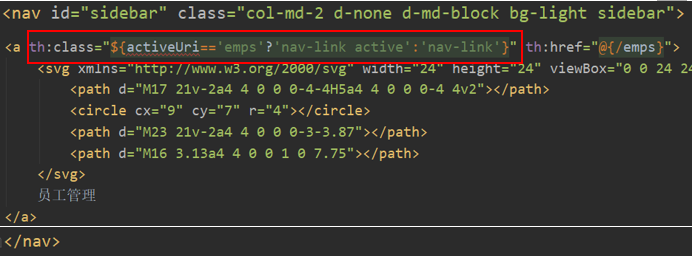 <nav id="sidebar" class="col-md-2 d-none d-md-block bg-light sidebar">
<a th:class="${activeUri=='emps'?'nav-link active':'nav-link'}" th:href="@{/emps}">
<svg xmlns="http://www.w3.org/2000/svg" width="24" height="24" viewBox="0 0 24 24
<path d="M17 21v-2a4 4 0 0 0-4-4H5a4 4 0 0 0-4 4v2"></path>
<circle cx="9" cy="7" r="4"></circle>
<path d="M23 21v-2a4 4 0 0 0-3-3.87"></path>
<path d="M16 3.13a4 4 0 0 1 0 7.75"></path>
</svg>
员工管理
</a>
</nav>